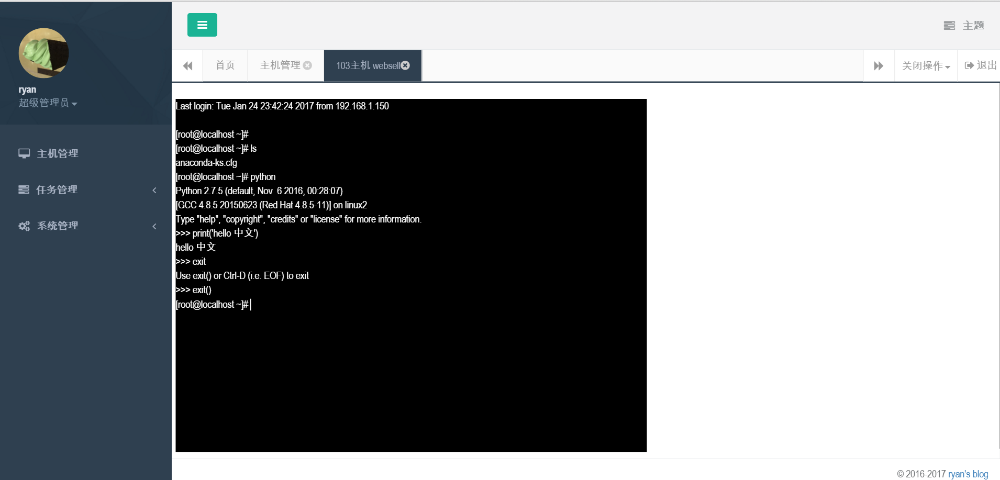 ryan
超级管理员
主机管理
任务管理
系统管理
主题
首页
主机管理
103主机 websell
关闭操作
退出
Last login: Tue Jan 24 23:42:24 2017 from 192.168.1.150
[root@localhost ~]#
[root@localhost ~]# ls
anaconda-ks.cfg
[root@localhost ~]# python
Python 2.7.5 (default, Nov  6 2016, 00:28:07)
[GCC 4.8.5 20150623 (Red Hat 4.8.5-11)] on linux2
Type "help", "copyright", "credits" or "license" for more information.
>>> print('hello 中文')
hello 中文
>>> exit
Use exit() or Ctrl-D (i.e. EOF) to exit
>>> exit()
[root@localhost ~]#
© 2016-2017 ryan's blog